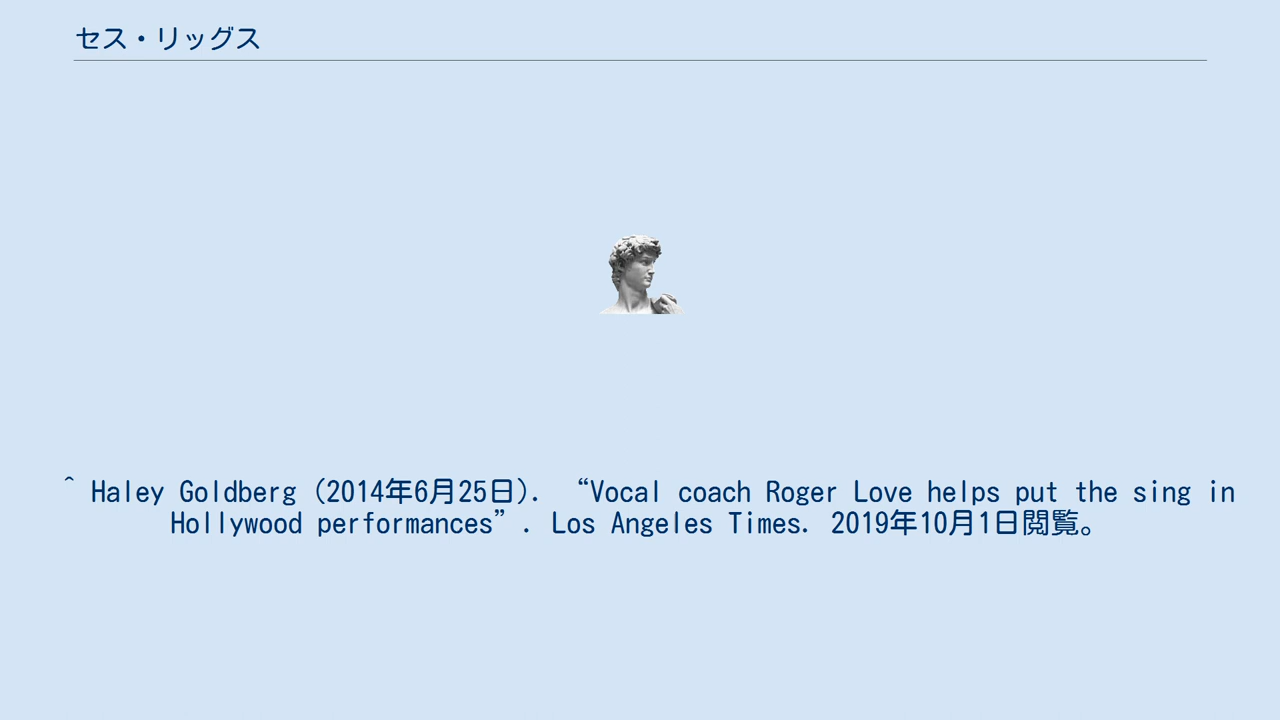 セス・リッグス
^ Haley Goldberg (2014年6月25日). “Vocal coach Roger Love helps put the sing in
Hollywood performances”. Los Angeles Times. 2019年10月1日閲覧。